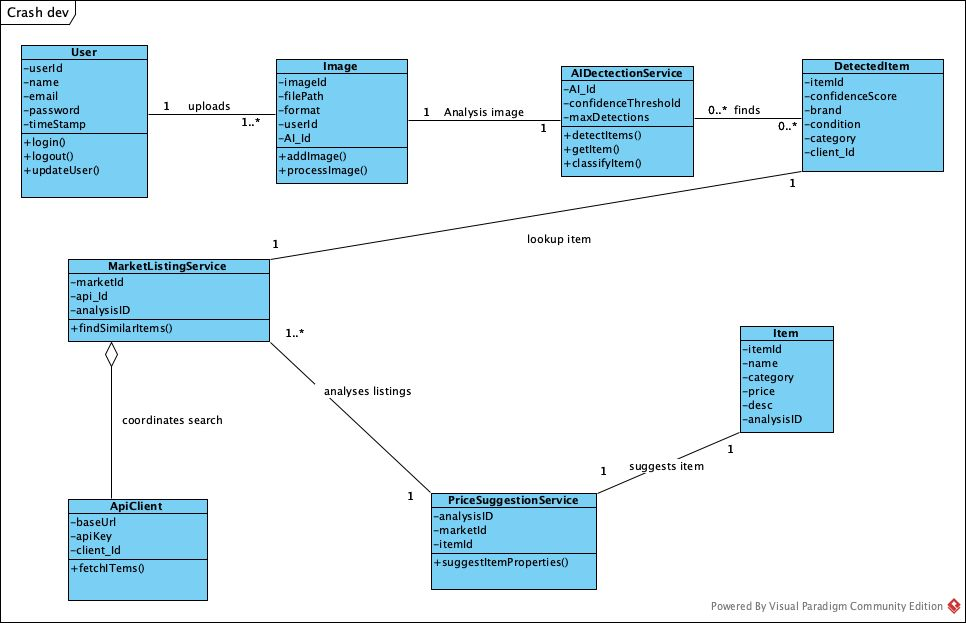 Crash dev
User
-userId
-name
-email
-password
-timeStamp
+login()
+logout()
+updateUser()
1 uploads
1..*
Image
-imageId
-filePath
-format
-userId
-AI_Id
+addImage()
+processImage()
1 Analysis image
1
AIDectectionService
-AI_Id
-confidenceThreshold
-maxDetections
+detectItems()
+getItem()
+classifyItem()
0..* finds
0..*
DetectedItem
-itemId
-confidenceScore
-brand
-condition
-category
-client_Id
1
lookup item
1
MarketListingService
-marketId
-api_Id
-analysisID
+findSimilarItems()
1..*
analyses listings
1
coordinates search
ApiClient
-baseUrl
-apiKey
-client_Id
+fetchITems()
PriceSuggestionService
-analysisID
-marketId
-itemId
+suggestItemProperties()
1
suggests item
1
Item
-itemId
-name
-category
-price
-desc
-analysisID
Powered By Visual Paradigm Community Edition